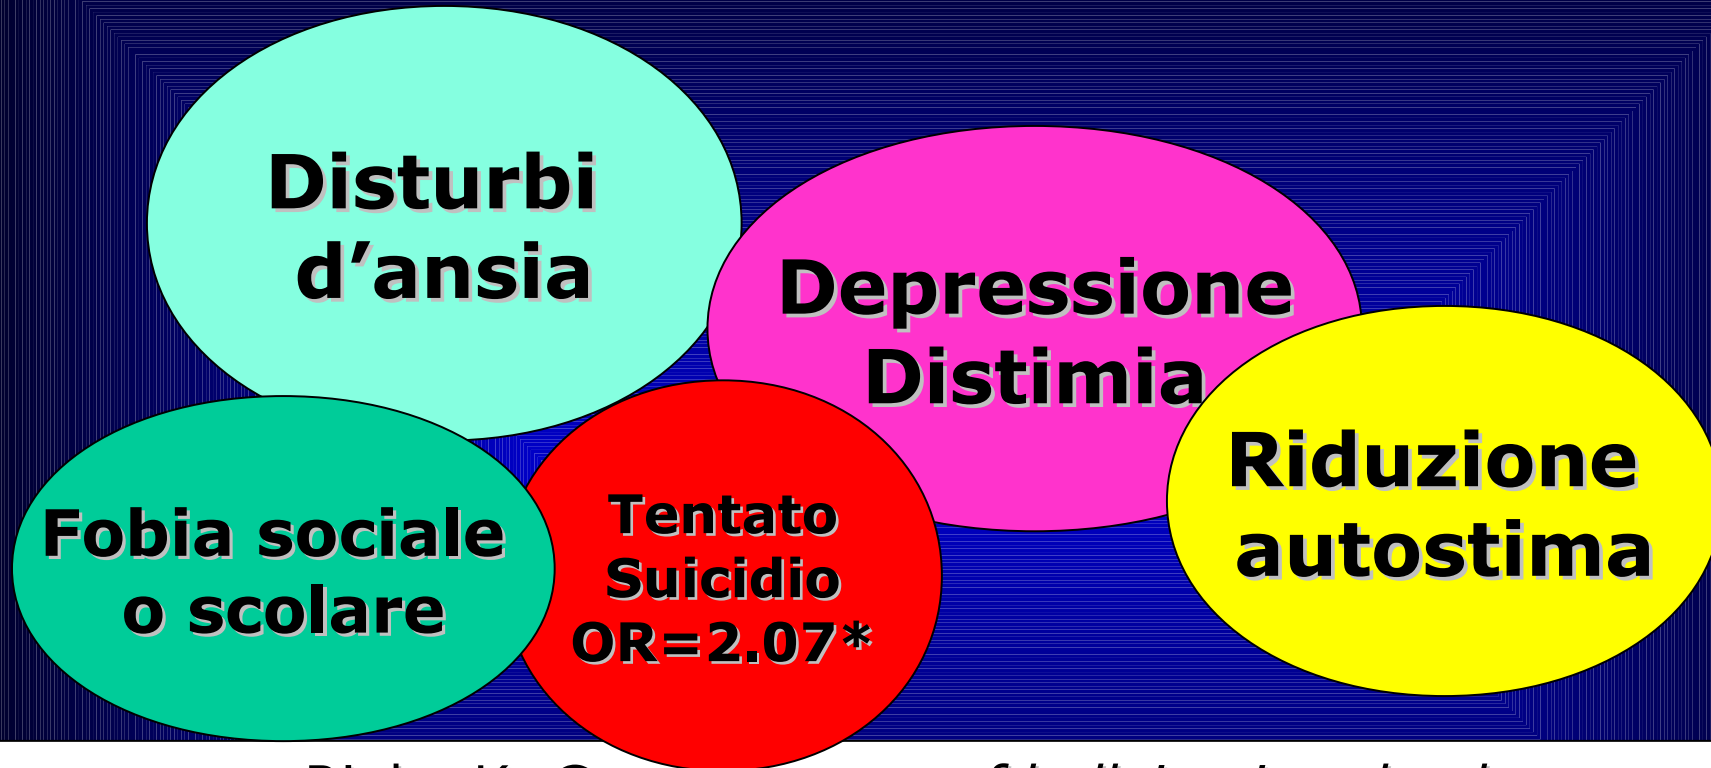 Disturbi
d’ansia
Depressione
Distimia
Riduzione
autostima
Fobia sociale
o scolare
Tentato
Suicidio
OR=2.07*